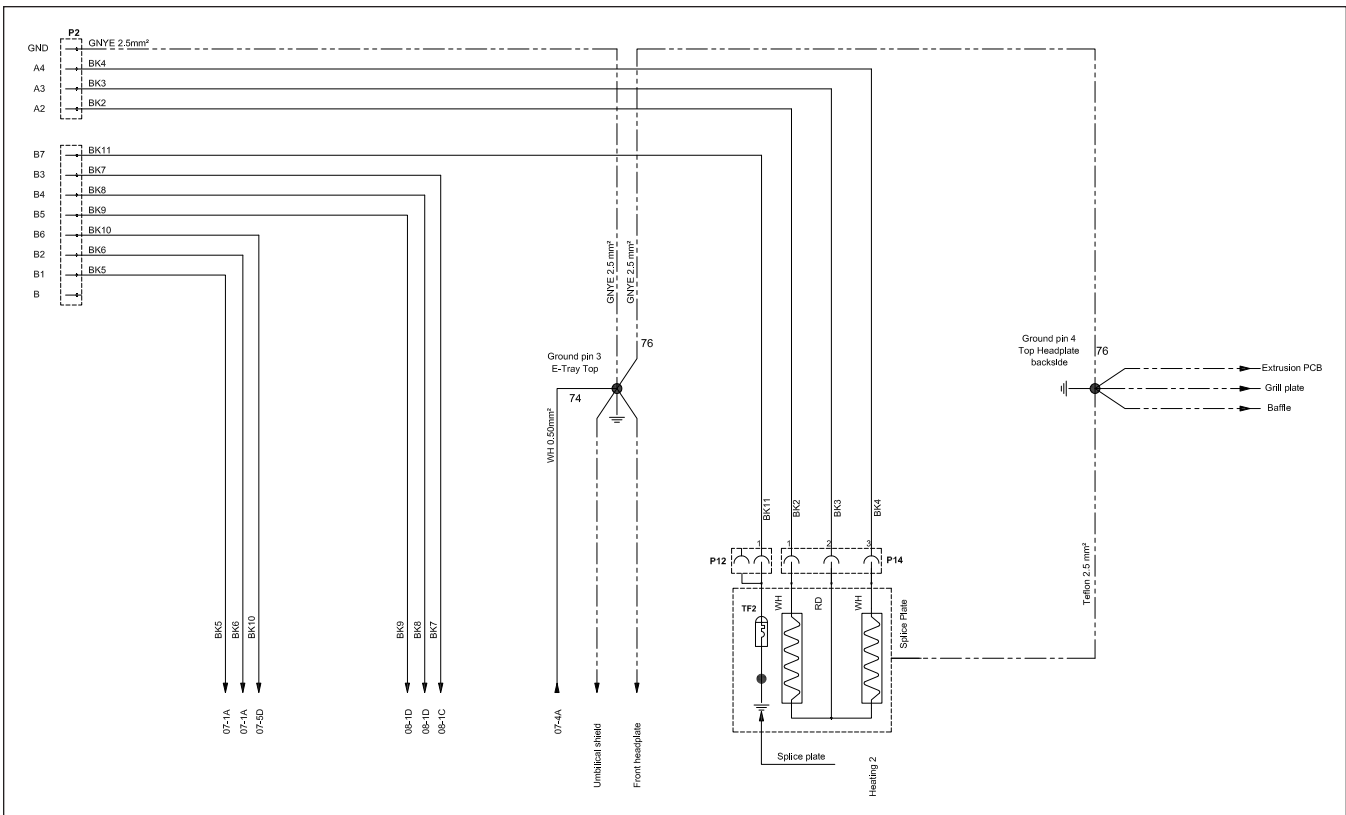 P2
GND
GNYE 2.5mm²
A4
BK4
A3
BK3
A2
BK2
B7
BK11
B3
BK7
B4
BK8
B5
BK9
B6
BK10
B2
BK6
B1
BK5
B
GNYE 2.5 mm²
GNYE 2.5 mm²
76
Ground pin 3
E-Tray Top
74
WH 0.50mm²
Ground pin 4
Top Headplate
backside
76
Extrusion PCB
Grill plate
Baffle
BK11
BK2
BK3
BK4
P12
1
1
2
3
P14
TF2
WH
RD
WH
Splice Plate
Teflon 2.5 mm²
BK5
BK6
BK10
BK9
BK8
BK7
07-1A
07-1A
07-5D
08-1D
08-1D
08-1C
07-4A
Umbilical shield
Front headplate
Splice plate
Heating 2